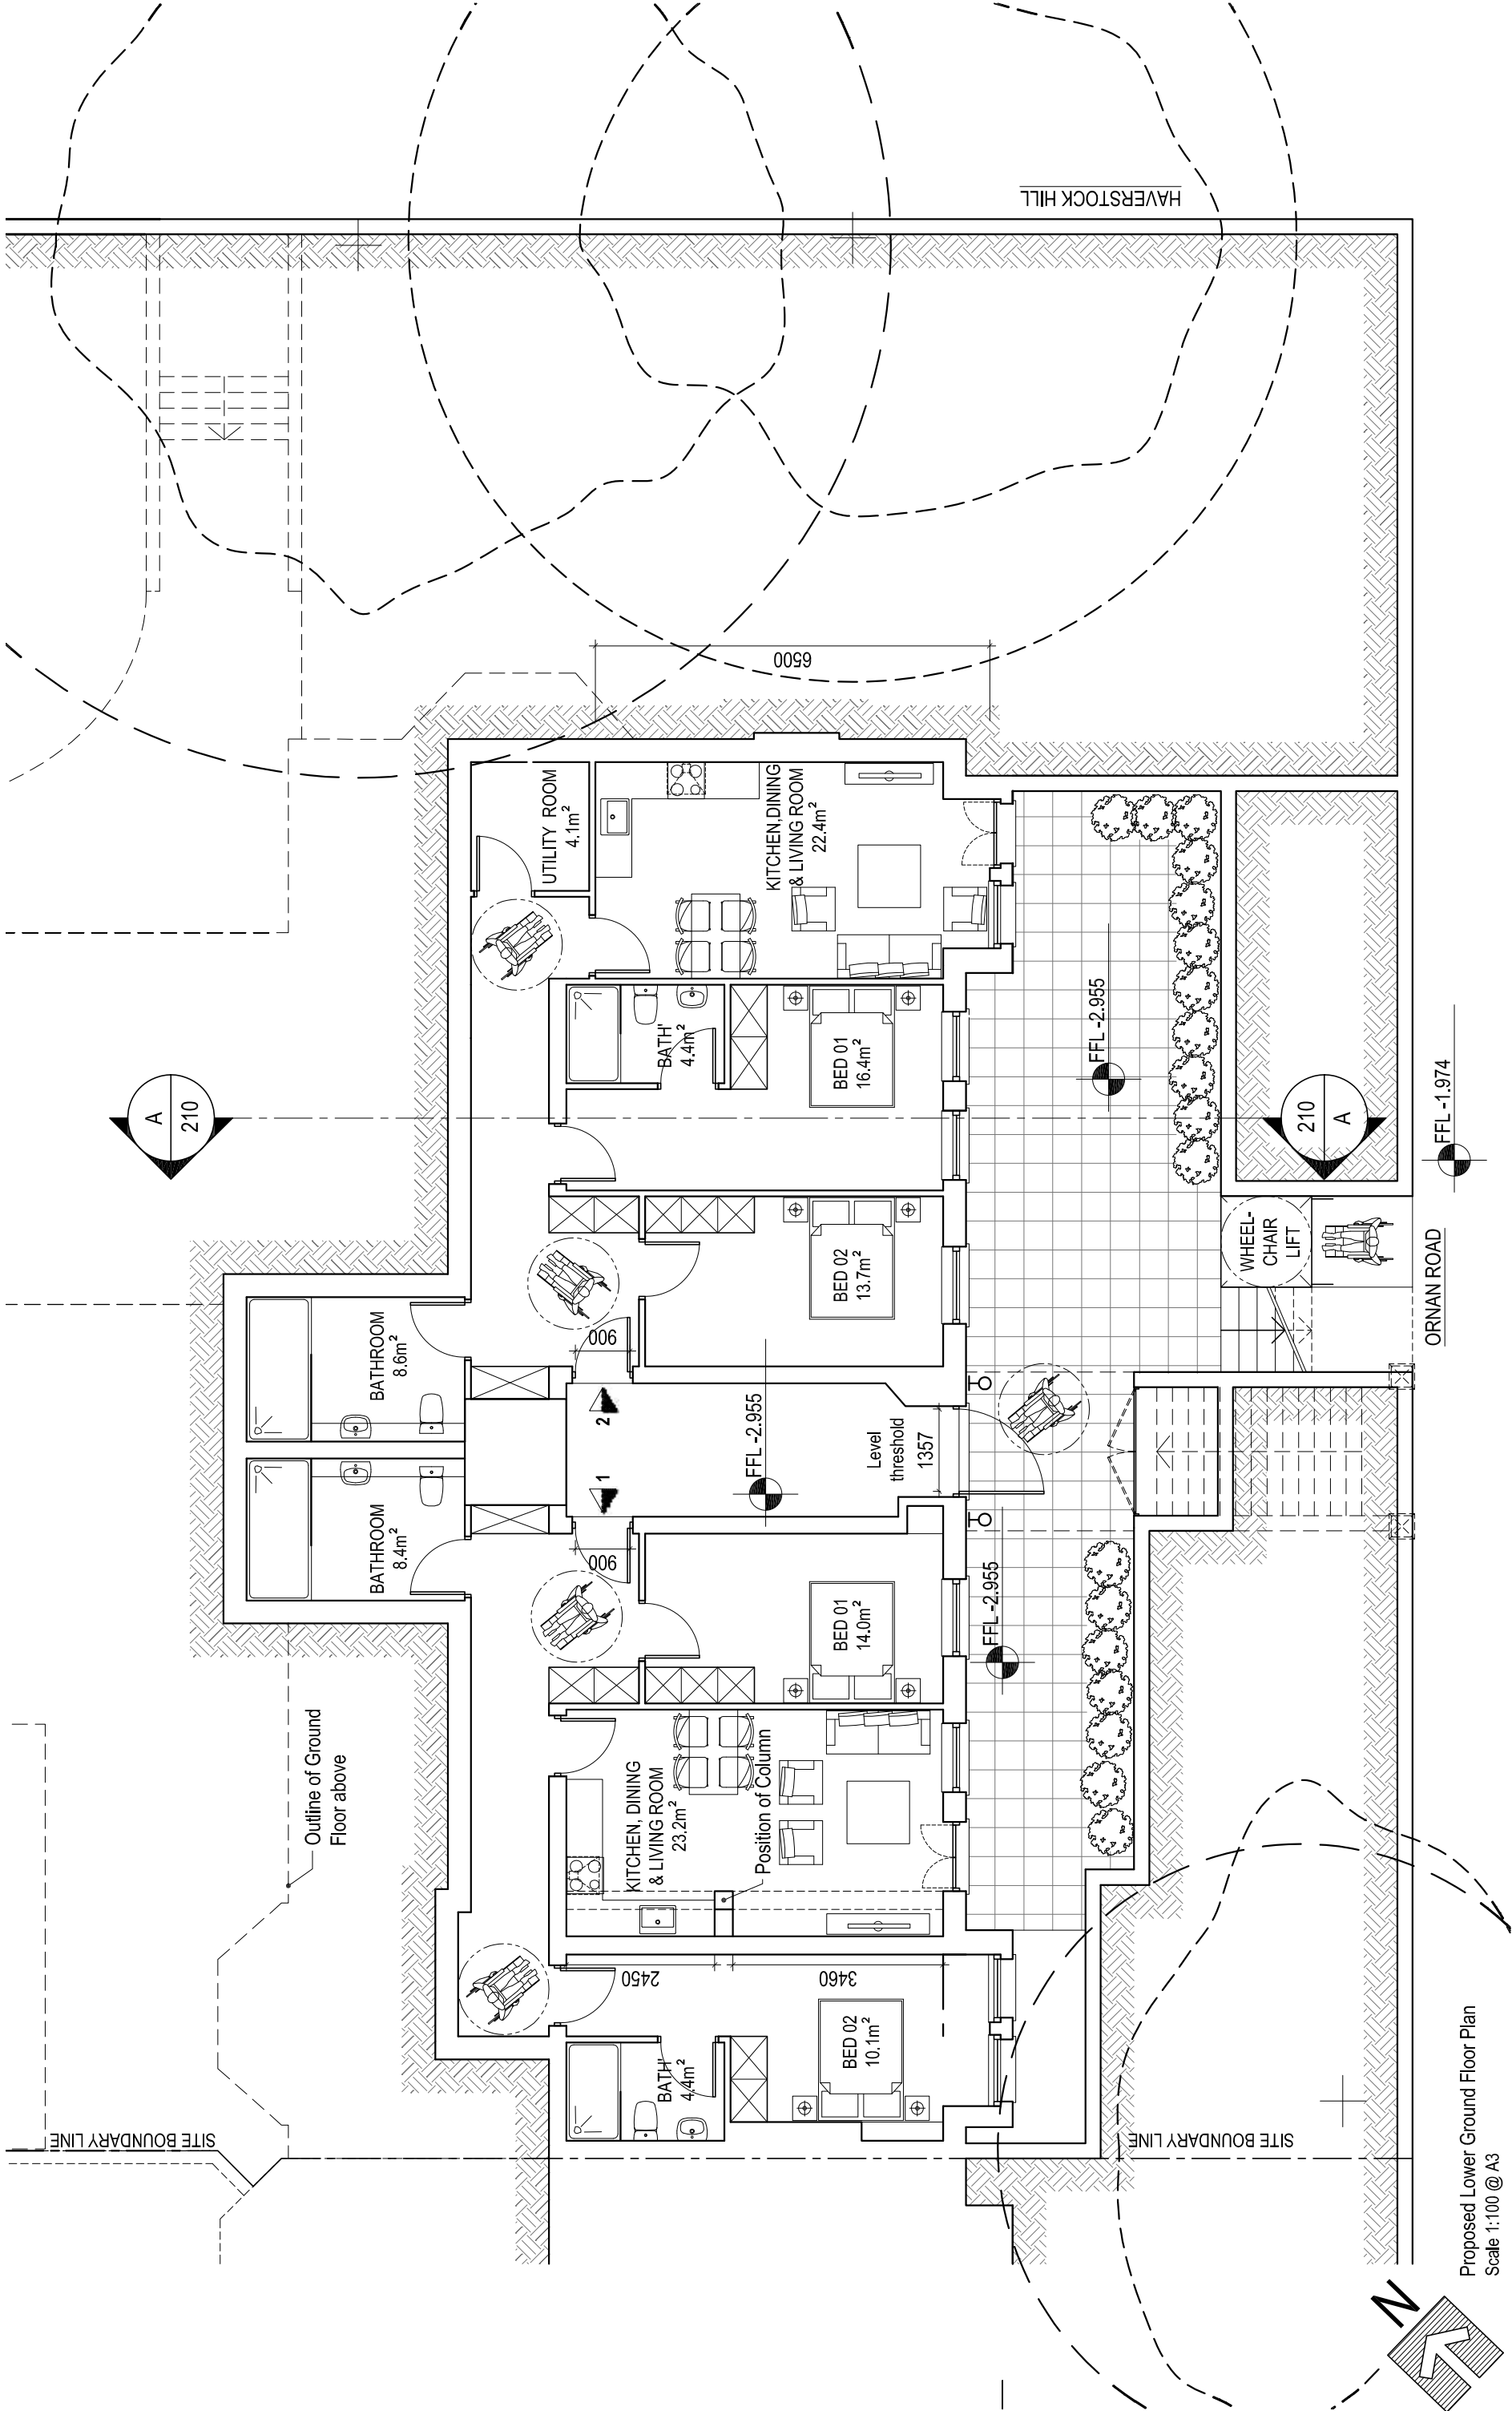 SITE BOUNDARY LINE
Outline of Ground
Floor above
A
210
BATHROOM
8.4m²
BATHROOM
8.6m²
UTILITY ROOM
4.1m²
HAVERSTOCK HILL
BATH'
4.4m²
2450
3460
BED 02
10.1m²
KITCHEN, DINING
& LIVING ROOM
23.2m²
Position of Column
BED 01
14.0m²
900
1
2
900
FFL -2.955
Level
threshold
1357
BED 02
13.7m²
BATH'
4.4m²
BED 01
16.4m²
KITCHEN,DINING
& LIVING ROOM
22.4m²
6500
FFL -2.955
FFL -2.955
SITE BOUNDARY LINE
WHEEL-
CHAIR
LIFT
210
A
ORNAN ROAD
FFL -1.974
N
Proposed Lower Ground Floor Plan
Scale 1:100 @ A3